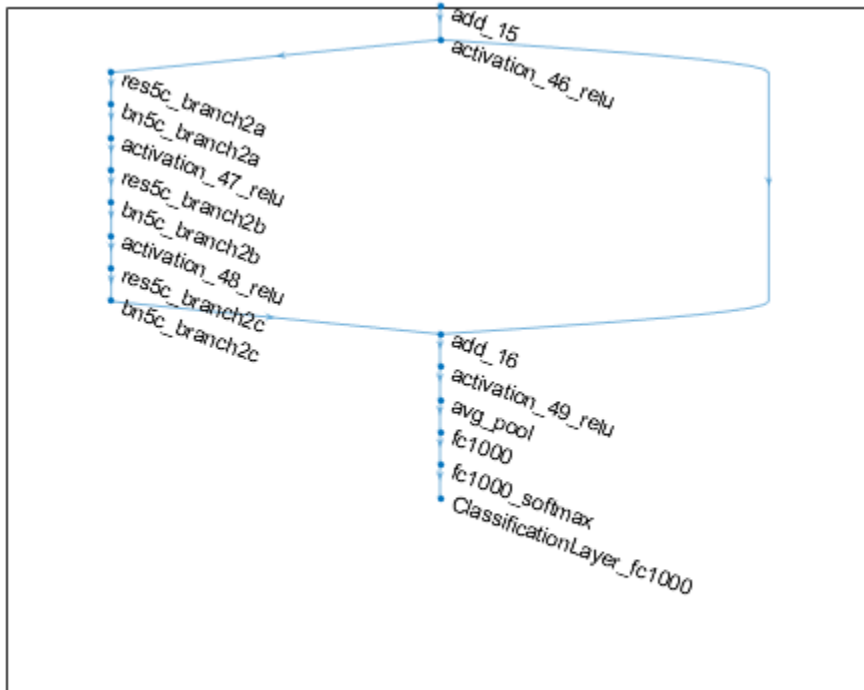 add_15
activation_46_relu
res5c_branch2a
bn5c_branch2a
activation_47_relu
res5c_branch2b
bn5c_branch2b
activation_48_relu
res5c_branch2c
bn5c_branch2c
add_16
activation_49_relu
avg_pool
fc1000
fc1000_softmax
ClassificationLayer_fc1000